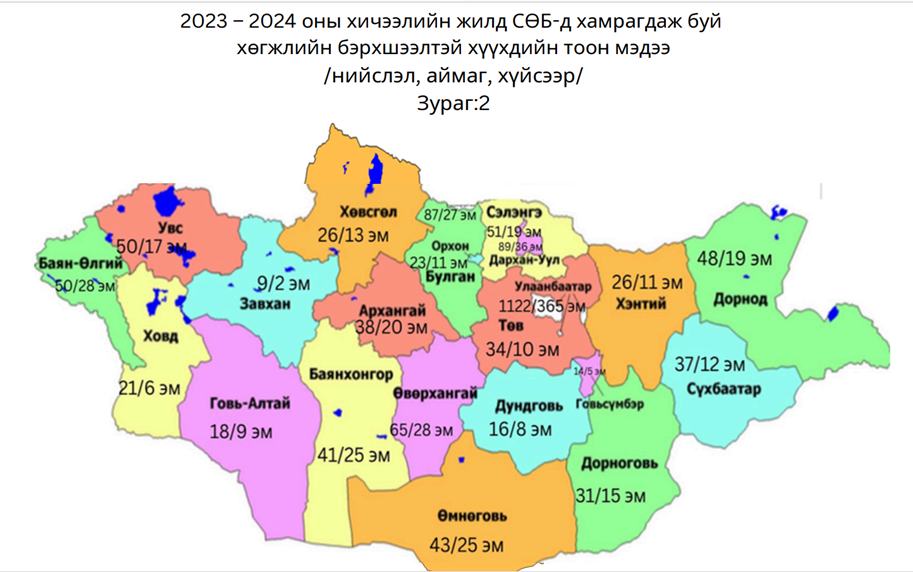 2023 – 2024 оны хичээлийн жилд СӨБ-д хамрагдаж буй
хөгжлийн бэрхшээлтэй хүүхдийн тоон мэдээ
/нийслэл, аймаг, хүйсээр/
Зураг:2
Увс
50/17 эм
Баян-Өлгий
50/28 эм
Ховд
21/6 эм
9/2 эм
Завхан
Говь-Алтай
18/9 эм
Хөвсгөл
26/13 эм
Архангай
38/20 эм
Баянхонгор
41/25 эм
Өвөрхангай
65/28 эм
87/27 эм
Орхон
23/11 эм
Булган
Сэлэнгэ
51/19 эм
89/36 эм
Дархан-Уул
Улаанбаатар
1122/365 эм
Төв
34/10 эм
26/11 эм
Хэнтий
48/19 эм
Дорнод
37/12 эм
Сүхбаатар
14/5 эм
Говьсүмбэр
Дундговь
16/8 эм
Дорноговь
31/15 эм
Өмнөговь
43/25 эм